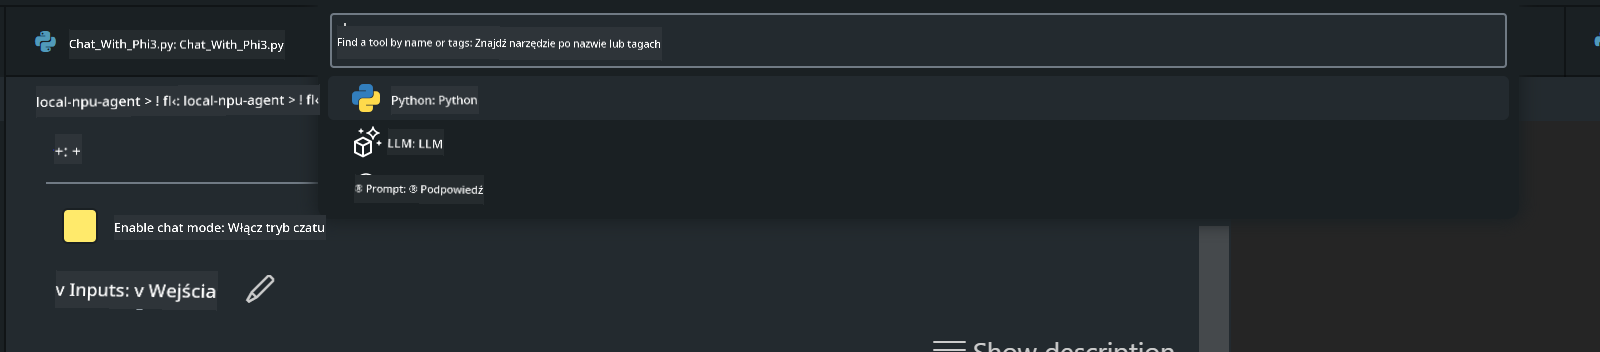 Chat_With_Phi3.py: Chat_With_Phi3.py
Find a tool by name or tags: Znajdź narzędzie po nazwie lub tagach
local-npu-agent > ! fl‹: local-npu-agent > ! fl‹
Python: Python
+: +
LLM: LLM
® Prompt: ® Podpowiedź
Enable chat mode: Włącz tryb czatu
v Inputs: v Wejścia
Show description